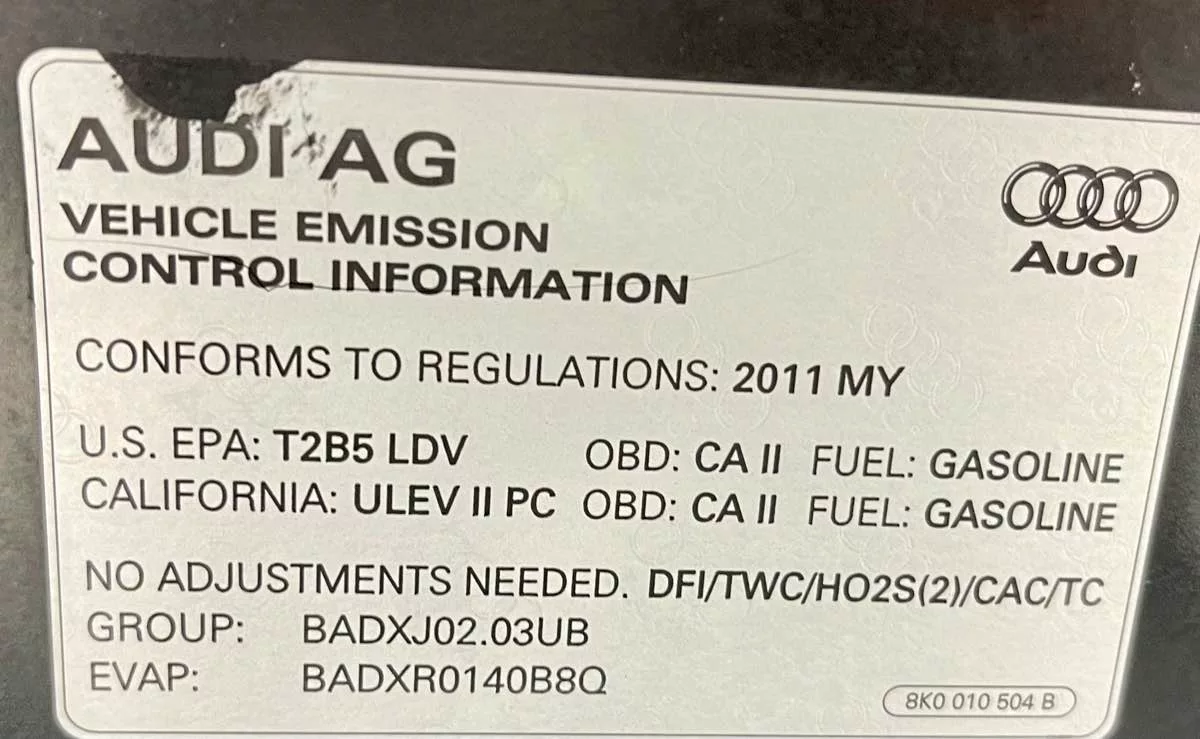 AUDI AG
Audi
VEHICLE EMISSION
CONTROL INFORMATION
CONFORMS TO REGULATIONS: 2011 MY
U.S. EPA: T2B5 LDV OBD: CA II FUEL: GASOLINE
CALIFORNIA: ULEV II PC OBD: CA II FUEL: GASOLINE
NO ADJUSTMENTS NEEDED. DFI/TWC/HO2S(2)/CAC/TC
GROUP: BADXJ02.03UB
EVAP: BADXR0140B8Q
8K0 010 504 B